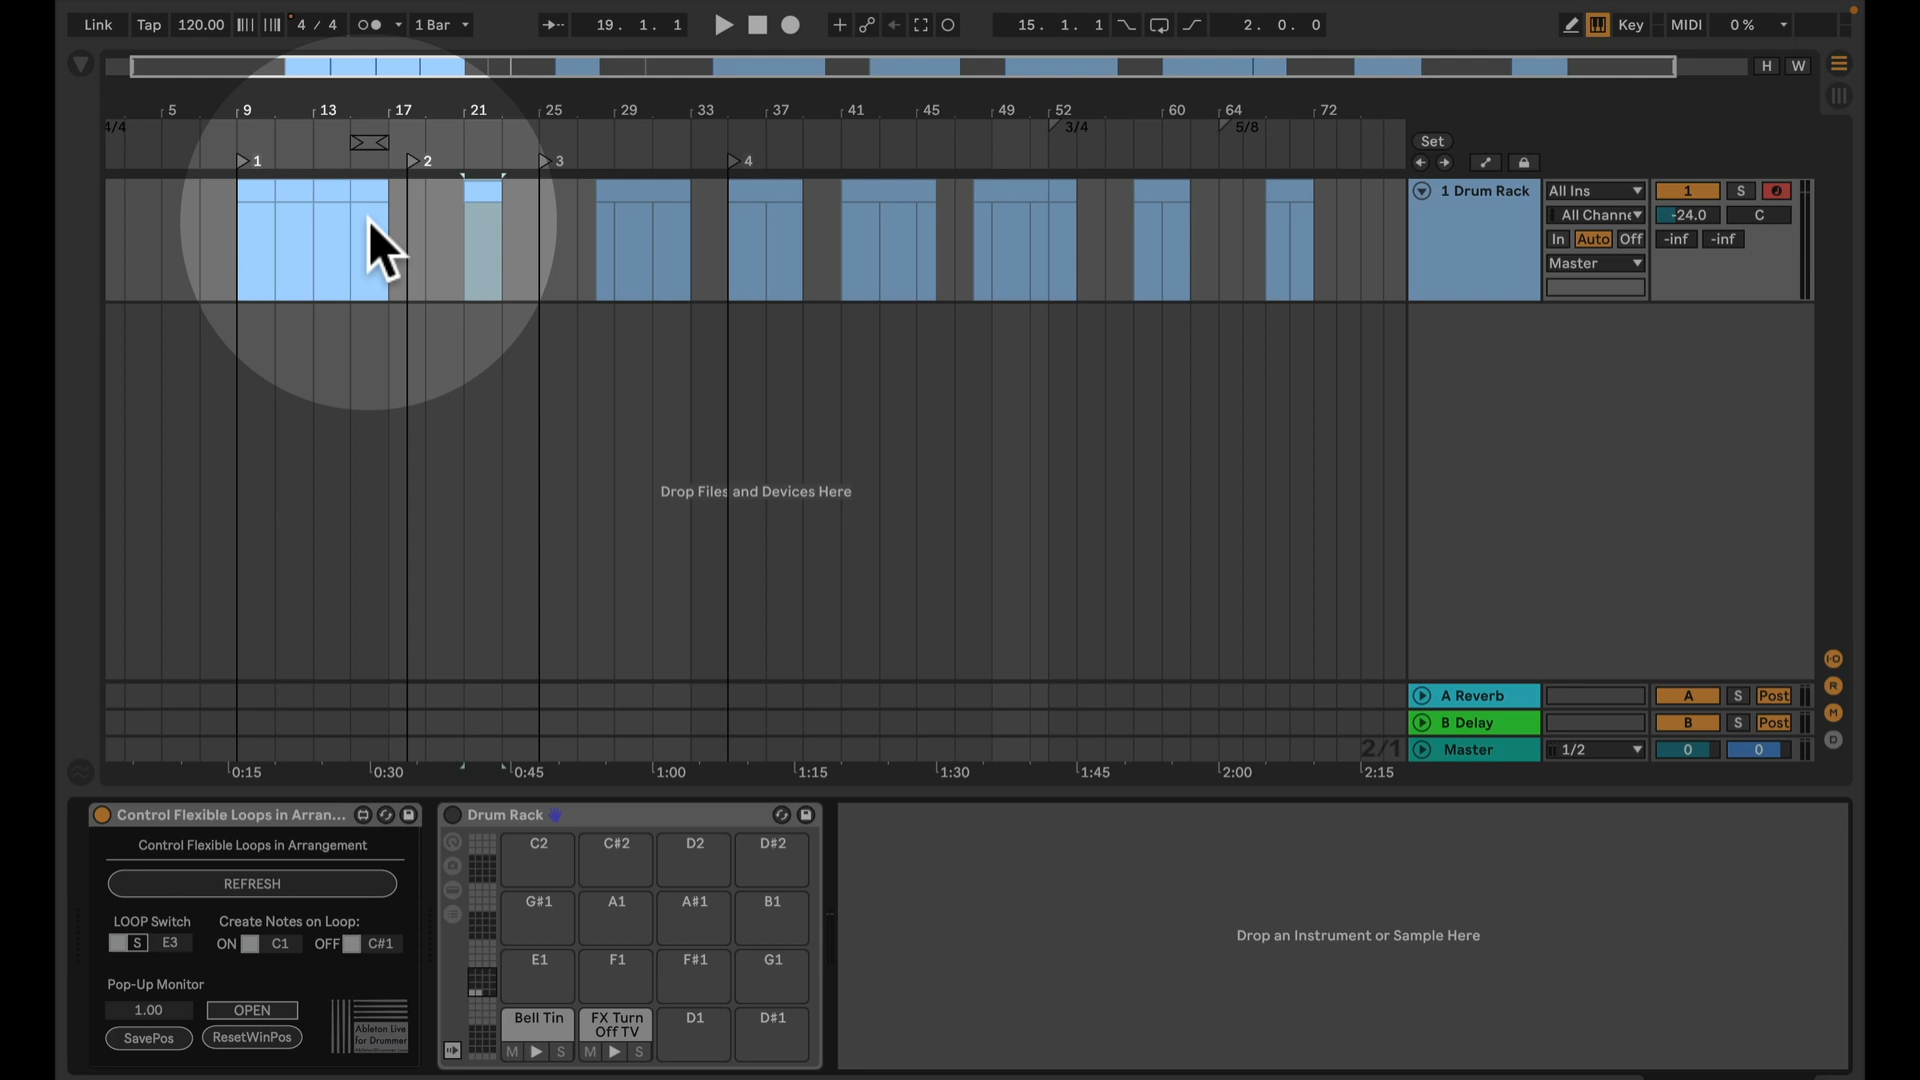 Link Tap 120.00 4 / 4 1 Bar 19. 1. 1 15. 1. 1 2. 0. 0 Key MIDI 0 %
H W
5 9 13 17 21 25 29 33 37 41 45 49 52 60 64 72
4/4 3/4 5/8
Set
1 2 3 4
1 Drum Rack All Ins 1 S
All Channe -24.0 C
In Auto Off -inf -inf
Master
Drop Files and Devices Here
A Reverb A S Post
B Delay B S Post
2/1 Master 1/2 0 0
0:15 0:30 0:45 1:00 1:15 1:30 1:45 2:00 2:15
I·O
R
M
D
Control Flexible Loops in Arran...
Control Flexible Loops in Arrangement
REFRESH
LOOP Switch Create Notes on Loop:
S E3 ON C1 OFF C#1
Pop-Up Monitor
1.00 OPEN
SavePos ResetWinPos
Ableton Live
for Drummer
Drum Rack
C2 C#2 D2 D#2
G#1 A1 A#1 B1
E1 F1 F#1 G1
Bell Tin FX Turn Off TV D1 D#1
M S M S
Drop an Instrument or Sample Here